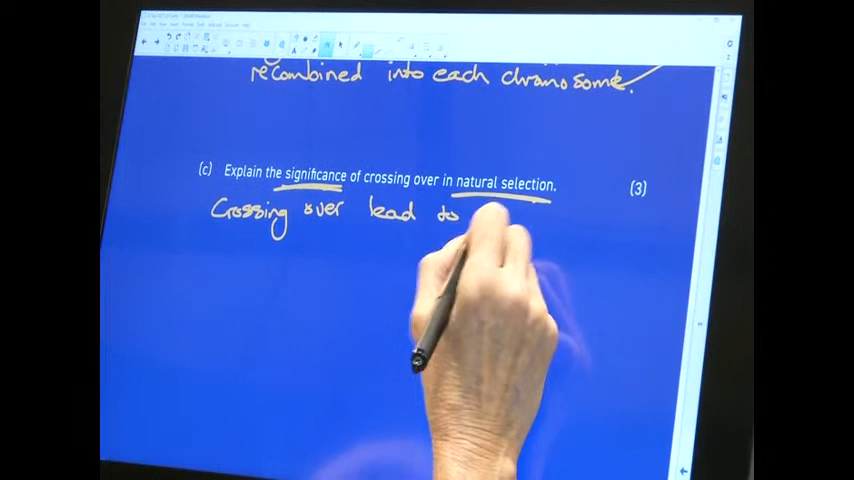 recombined into each chromosome.
(c) Explain the significance of crossing over in natural selection. (3)
Crossing over lead to